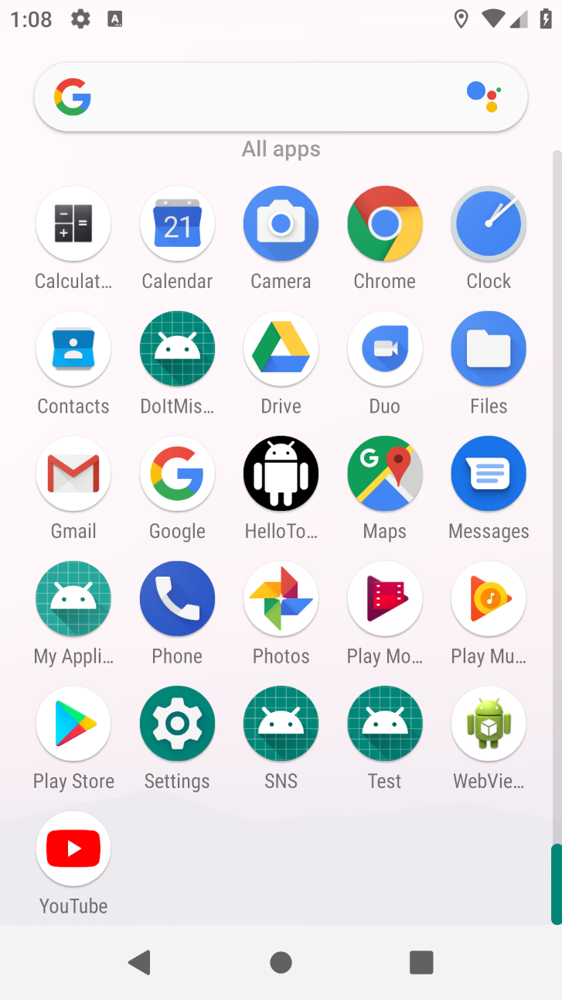 1:08
All apps
Calculat...
Calendar
Camera
Chrome
Clock
Contacts
DoItMis...
Drive
Duo
Files
Gmail
Google
HelloTo...
Maps
Messages
My Appli...
Phone
Photos
Play Mo...
Play Mu...
Play Store
Settings
SNS
Test
WebVie...
YouTube